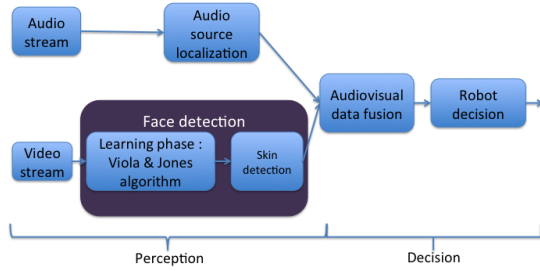 Audio
stream
Audio
source
localization
Face detection
Video
stream
Learning phase :
Viola & Jones
algorithm
Skin
detection
Audiovisual
data fusion
Robot
decision
Perception
Decision